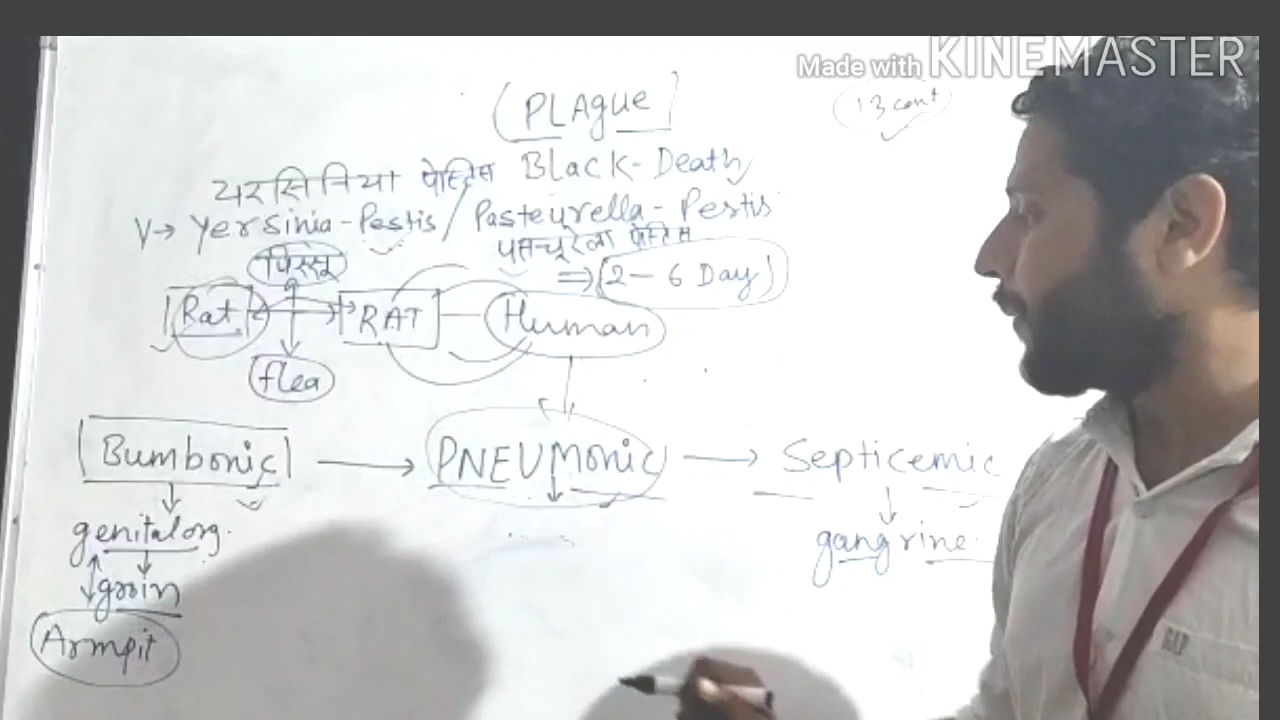 Made with KINEMASTER
13 cent
PLAgue
यरसिनिया पेस्टिस Black-Death
V→ Yersinia-Pestis / Pasteurella-Pestis
पास्चूरेला पेस्टिस
पिस्सू
⇒ (2-6 Day)
Rat RAT Human
flea
Bumbonic → PNEUMonic → Septicemic
genital org.
gangrine
groin
Armpit